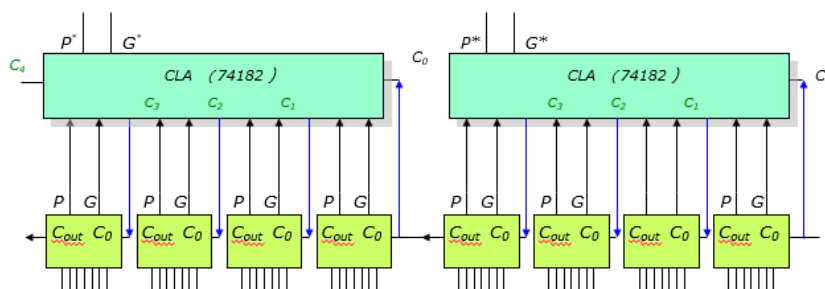 P* G* P* G*
C₄ CLA （74182 ） C₀ CLA （74182 ） C
C₃ C₂ C₁ C₃ C₂ C₁
P G P G P G P G P G P G P G P G
Cout C₀ Cout C₀ Cout C₀ Cout C₀ Cout C₀ Cout C₀ Cout C₀ Cout C₀